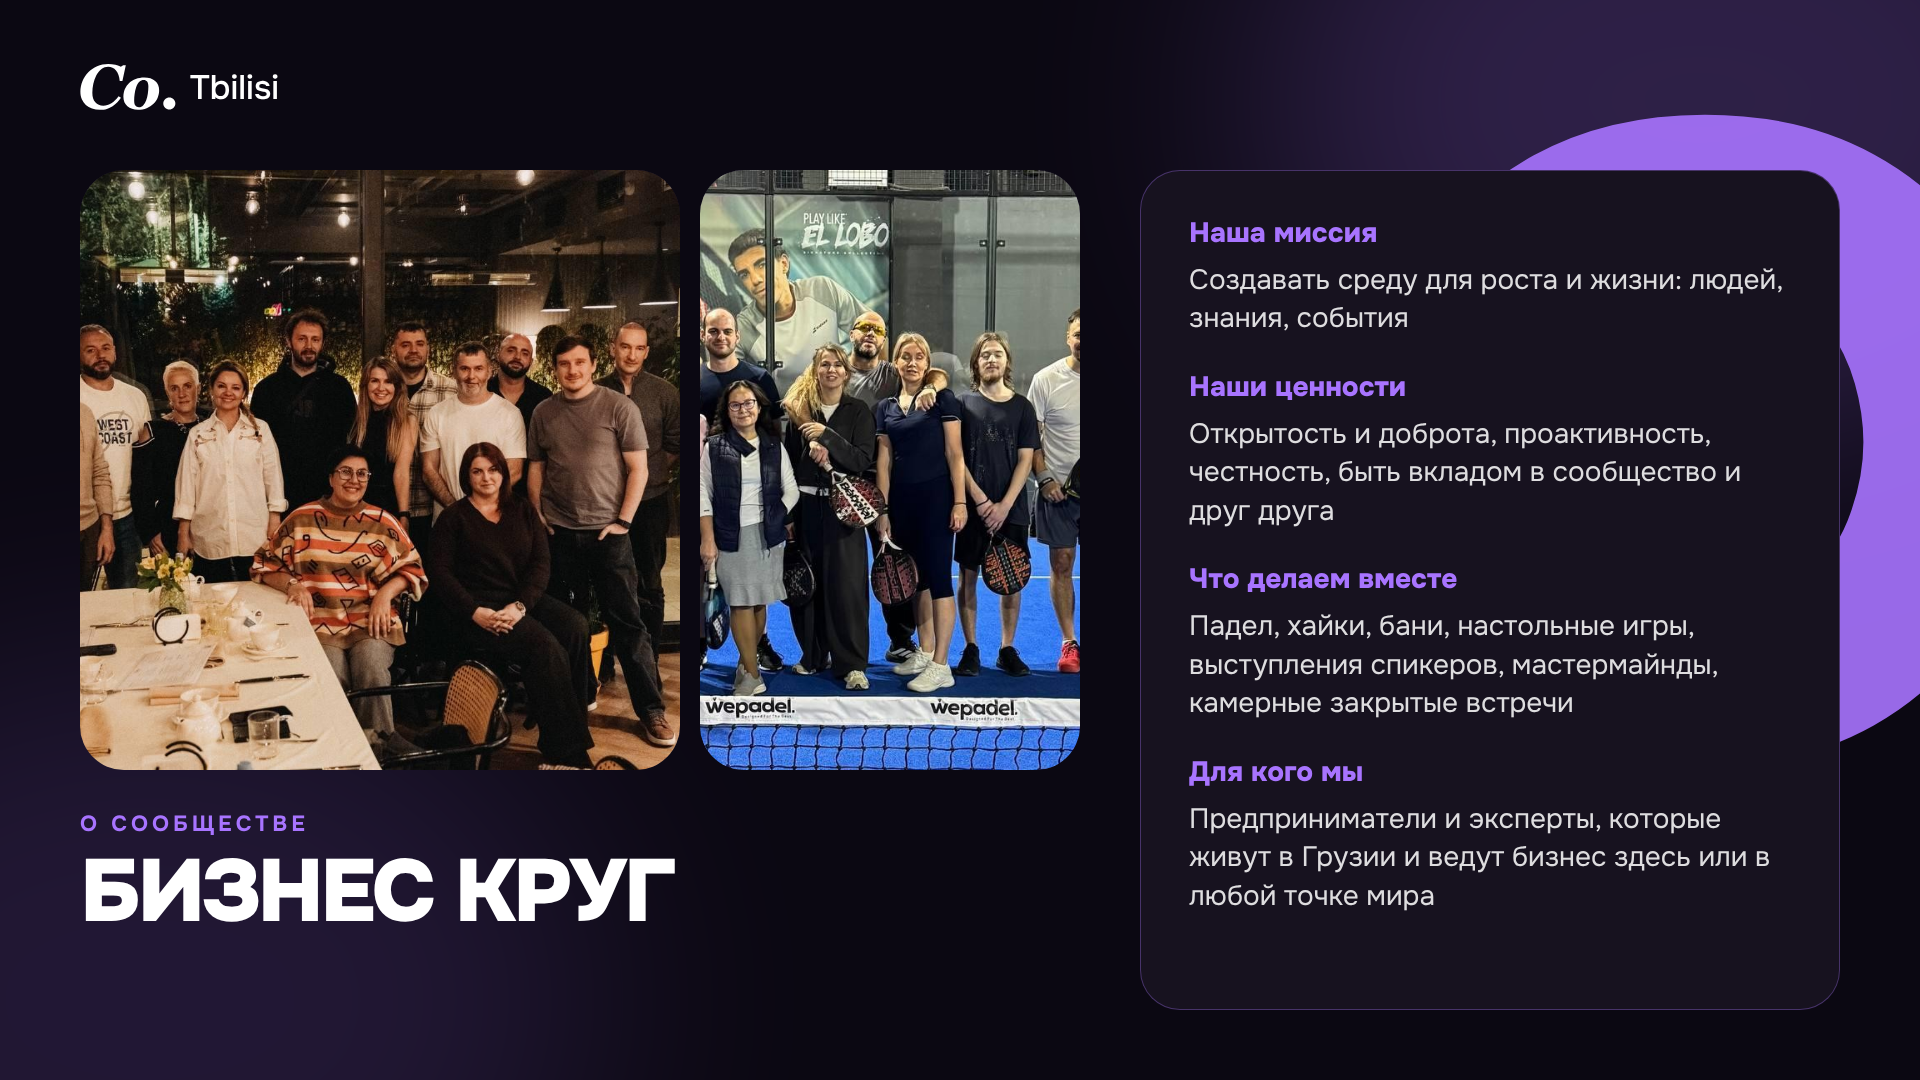 Co. Tbilisi
WEST
COAST
PLAY LIKE
EL LOBO
wepadel.
wepadel.
О СООБЩЕСТВЕ
БИЗНЕС КРУГ
Наша миссия
Создавать среду для роста и жизни: людей,
знания, события
Наши ценности
Открытость и доброта, проактивность,
честность, быть вкладом в сообщество и
друг друга
Что делаем вместе
Падел, хайки, бани, настольные игры,
выступления спикеров, мастермайнды,
камерные закрытые встречи
Для кого мы
Предприниматели и эксперты, которые
живут в Грузии и ведут бизнес здесь или в
любой точке мира